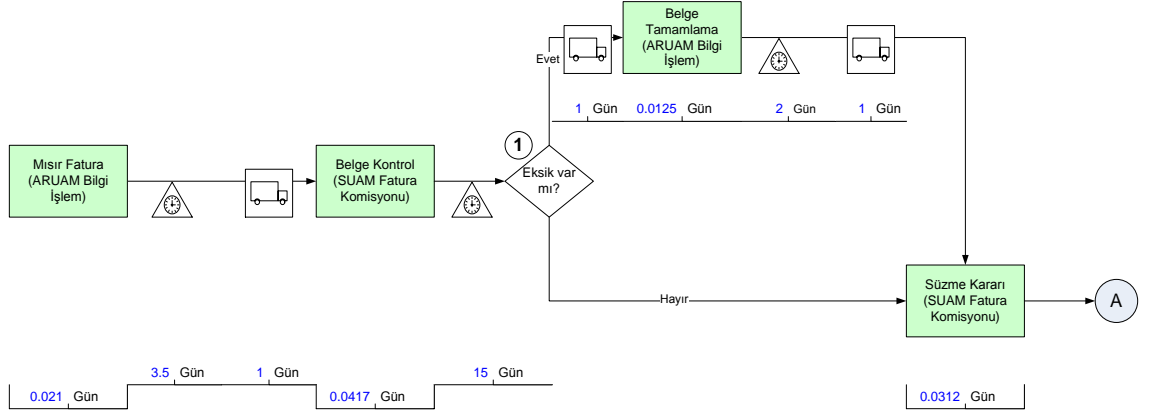 Belge
Tamamlama
(ARUAM Bilgi
İşlem)
Evet
1 Gün 0.0125 Gün 2 Gün 1 Gün
1
Mısır Fatura
(ARUAM Bilgi
İşlem)
Belge Kontrol
(SUAM Fatura
Komisyonu)
Eksik var
mı?
Süzme Kararı
(SUAM Fatura
Komisyonu)
A
Hayır
3.5 Gün 1 Gün 15 Gün
0.021 Gün 0.0417 Gün 0.0312 Gün